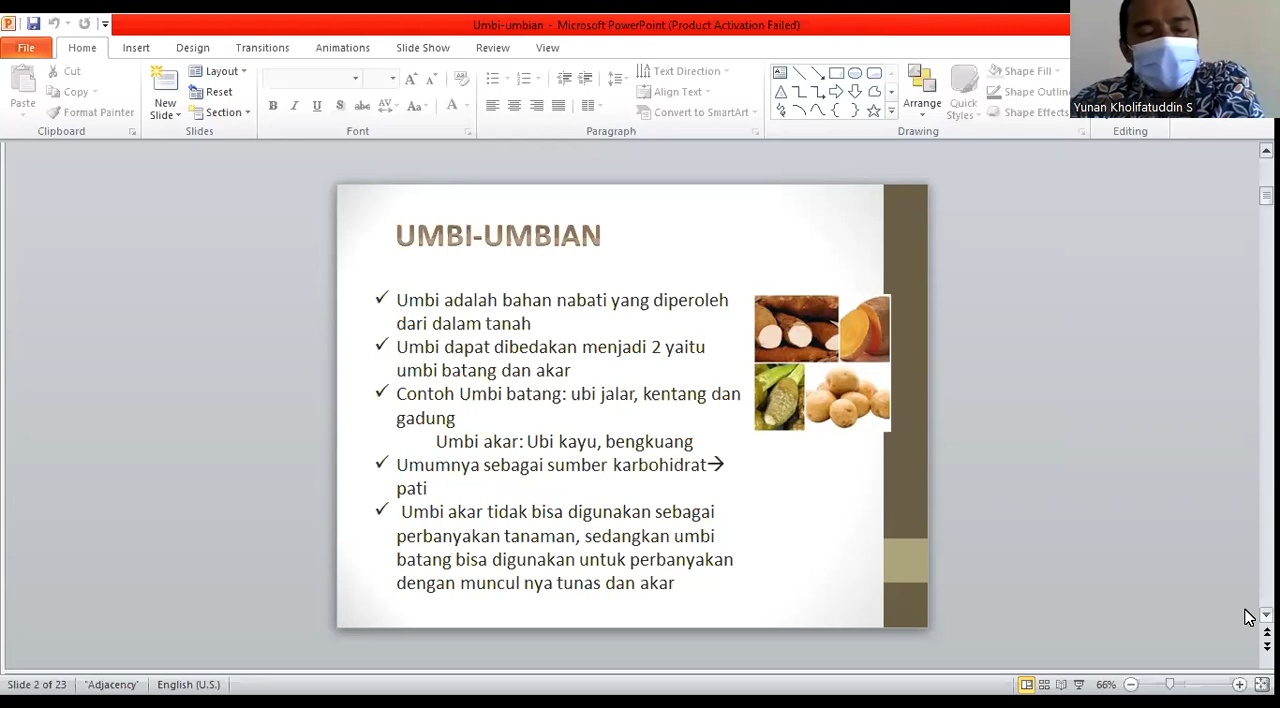 Umbi-umbian - Microsoft PowerPoint (Product Activation Failed)
File Home Insert Design Transitions Animations Slide Show Review View
Paste
Cut
Copy
Format Painter
Clipboard
New
Slide
Layout
Reset
Section
Slides
Font
Text Direction
Align Text
Convert to SmartArt
Paragraph
Arrange
Quick
Styles
Shape Fill
Shape Outlin
Shape Effects
Drawing
Editing
Yunan Kholifatuddin S
UMBI-UMBIAN
✓ Umbi adalah bahan nabati yang diperoleh
dari dalam tanah
✓ Umbi dapat dibedakan menjadi 2 yaitu
umbi batang dan akar
✓ Contoh Umbi batang: ubi jalar, kentang dan
gadung
Umbi akar: Ubi kayu, bengkuang
✓ Umumnya sebagai sumber karbohidrat→
pati
✓ Umbi akar tidak bisa digunakan sebagai
perbanyakan tanaman, sedangkan umbi
batang bisa digunakan untuk perbanyakan
dengan muncul nya tunas dan akar
Slide 2 of 23 "Adjacency" English (U.S.) 66%